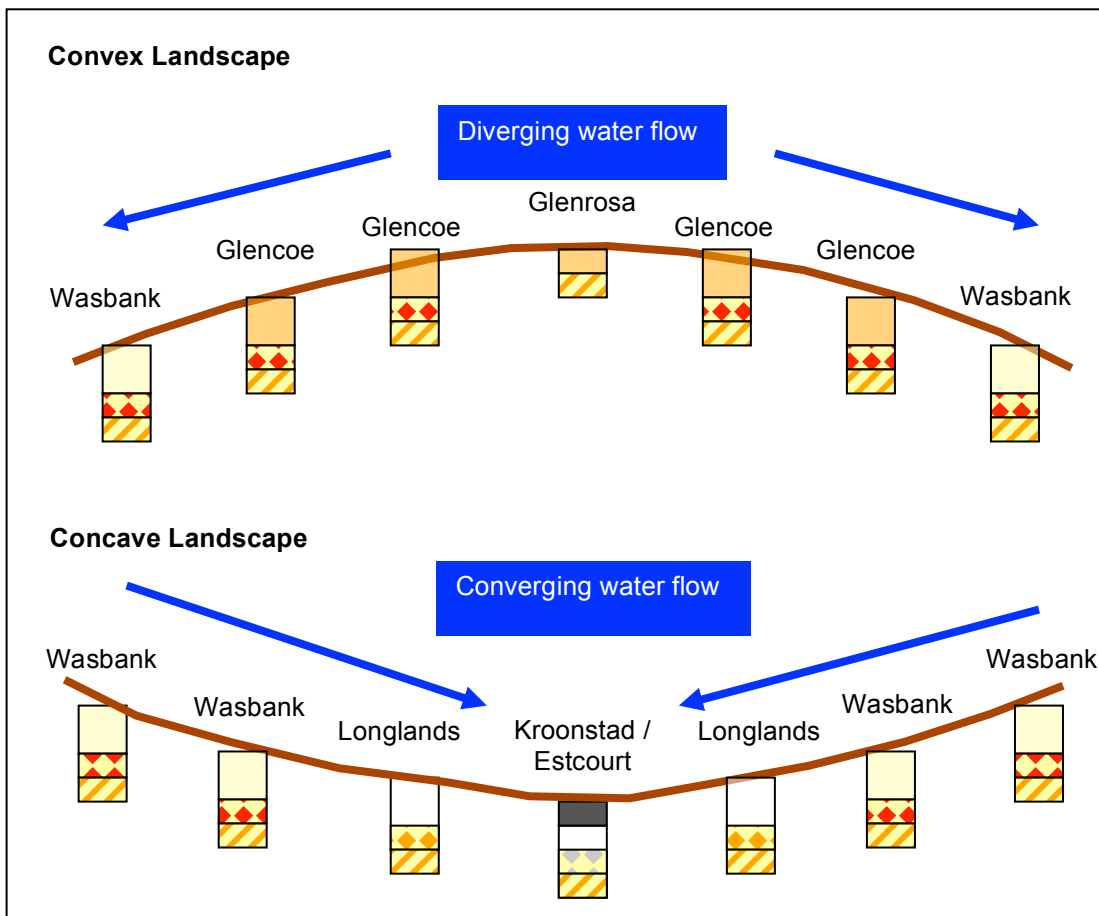 Convex Landscape
Diverging water flow
Glenrosa
Glencoe
Glencoe
Glencoe
Glencoe
Wasbank
Wasbank
Concave Landscape
Converging water flow
Wasbank
Wasbank
Wasbank
Longlands
Kroonstad /
Estcourt
Longlands
Wasbank